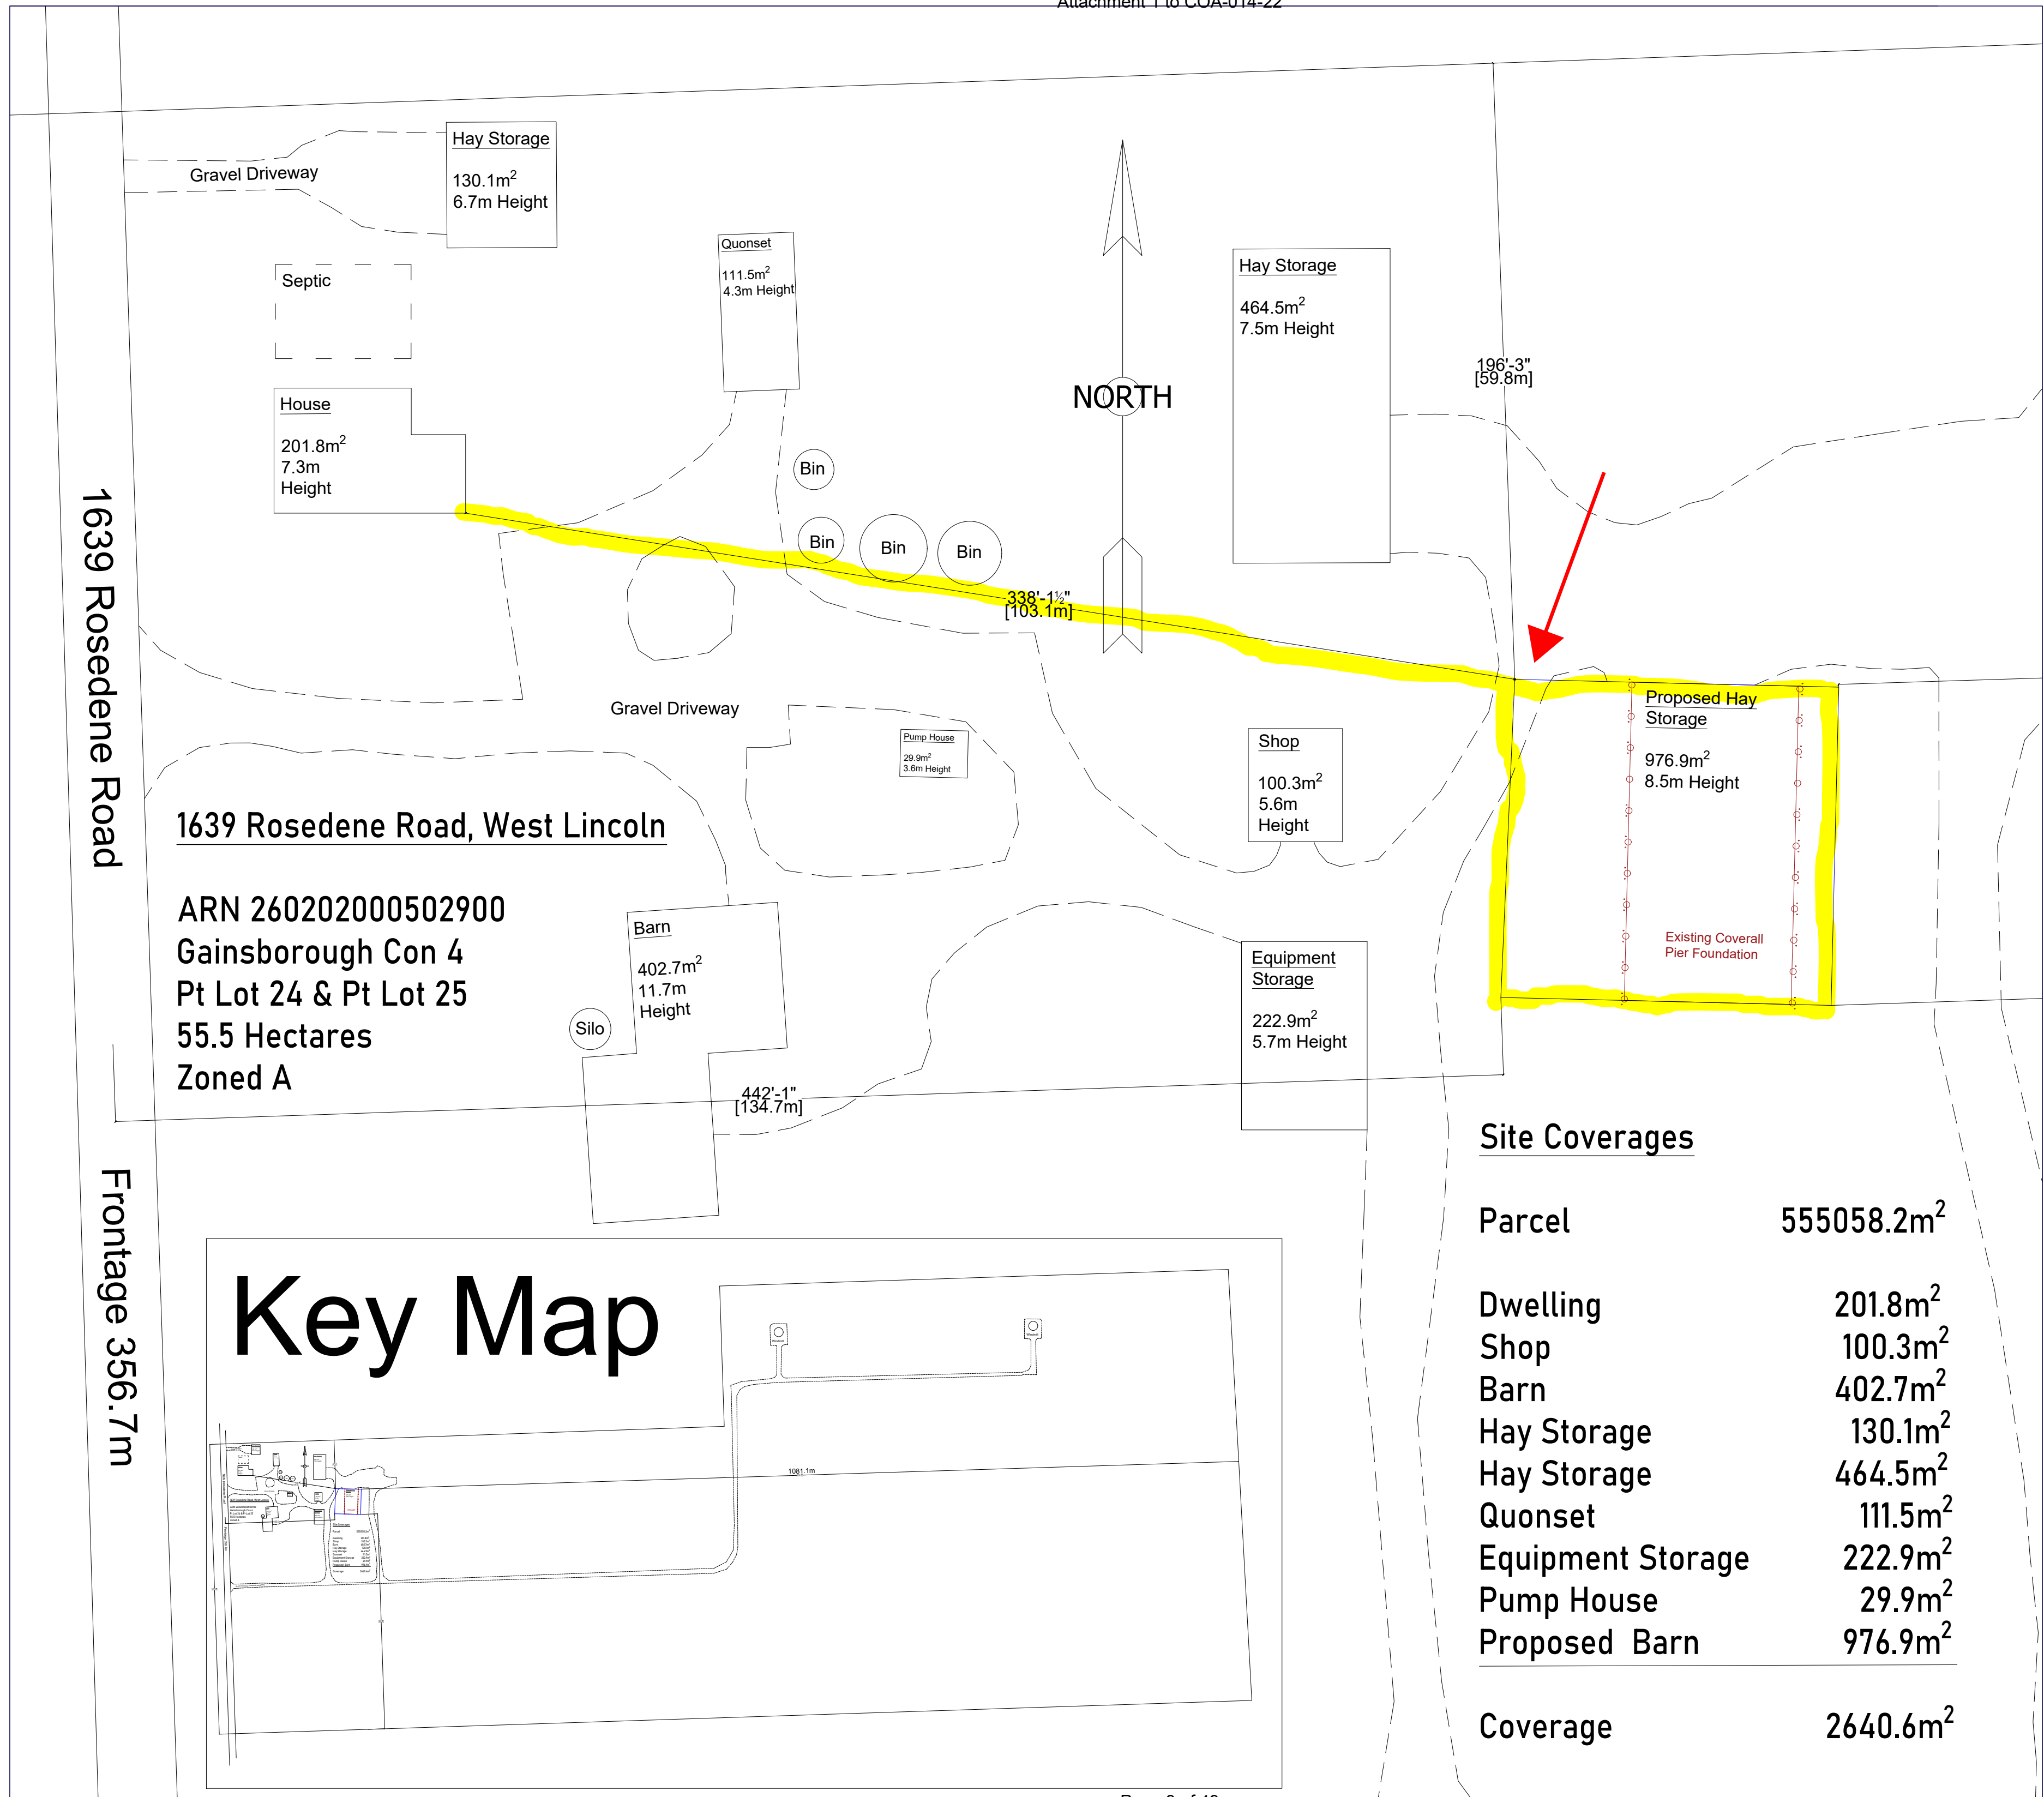 Attachment 1 to COA-014-22
Hay Storage
130.1m2
6.7m Height
Gravel Driveway
Septic
House
201.8m2
7.3m
Height
Quonset
111.5m2
4.3m Height
NORTH
Hay Storage
464.5m2
7.5m Height
196'-3"
[59.8m]
Bin
Bin
Bin
Bin
338'-1½"
[103.1m]
1639 Rosedene Road
Gravel Driveway
Pump House
29.9m2
3.6m Height
Shop
100.3m2
5.6m
Height
Proposed Hay
Storage
976.9m2
8.5m Height
Existing Coverall
Pier Foundation
1639 Rosedene Road, West Lincoln
ARN 260202000502900
Gainsborough Con 4
Pt Lot 24 & Pt Lot 25
55.5 Hectares
Zoned A
Barn
402.7m2
11.7m
Height
Silo
Equipment
Storage
222.9m2
5.7m Height
442'-1"
[134.7m]
Frontage 356.7m
Key Map
1081.1m
Site Coverages
Parcel 555058.2m2
Dwelling 201.8m2
Shop 100.3m2
Barn 402.7m2
Hay Storage 130.1m2
Hay Storage 464.5m2
Quonset 111.5m2
Equipment Storage 222.9m2
Pump House 29.9m2
Proposed Barn 976.9m2
Coverage 2640.6m2